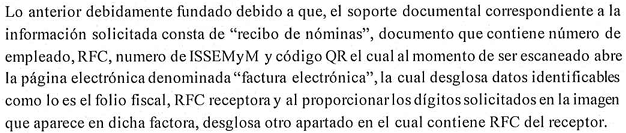 Lo anterior debidamente fundado debido a que, el soporte documental correspondiente a la
información solicitada consta de “recibo de nóminas”, documento que contiene número de
empleado, RFC, numero de ISSEMyM y código QR el cual al momento de ser escaneado abre
la página electrónica denominada “factura electrónica”, la cual desglosa datos identificables
como lo es el folio fiscal, RFC receptora y al proporcionar los dígitos solicitados en la imagen
que aparece en dicha factora, desglosa otro apartado en el cual contiene RFC del receptor.